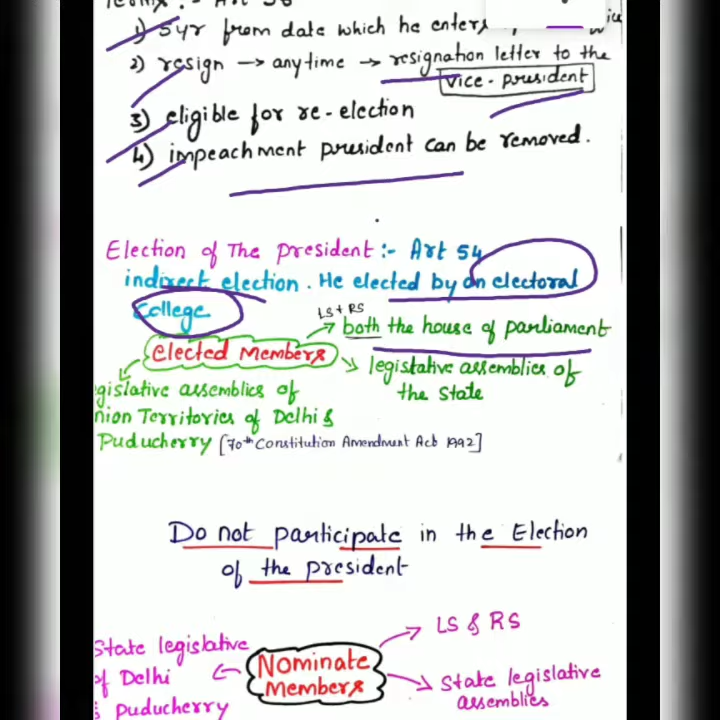 1) 5yr from date which he enters
2) resign → anytime → resignation letter to the
vice-president
3) eligible for re-election
4) impeachment president can be removed.
Election of The president:- Art 54
indirect election. He elected by an electoral
College
LS + RS
both the house of parliament
Elected Members
legislative assemblies of
the State
gislative assemblies of
nion Territories of Delhi &
Puducherry [70th Constitution Amendment Act 1992]
Do not participate in the Election
of the president
LS & RS
State legislative
of Delhi
& puducherry
Nominate
Members
State legislative
assemblies